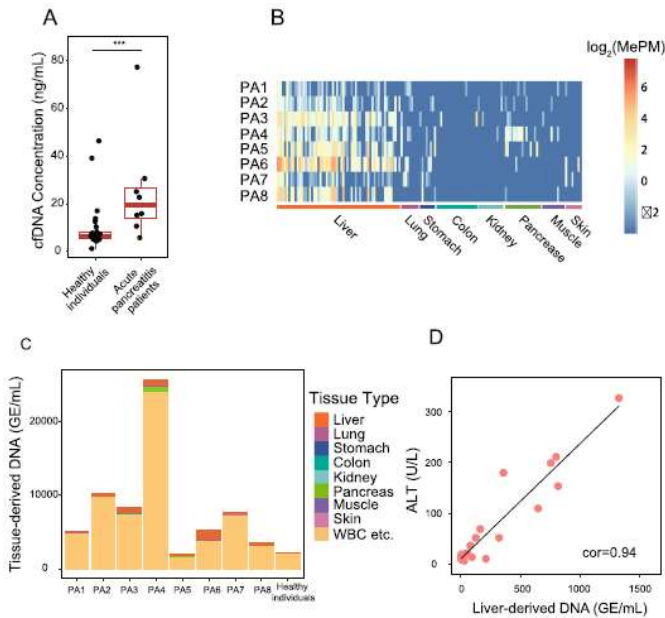 A
***
cfDNA Concentration (ng/mL)
80
60
40
20
0
Healthy
individuals
Acute
pancreatitis
patients
B
log2(MePM)
PA1
PA2
PA3
PA4
PA5
PA6
PA7
PA8
6
4
2
0
2
Liver
Lung
Stomach
Colon
Kidney
Pancrease
Muscle
Skin
C
Tissue-derived DNA (GE/mL)
20000
10000
0
PA1
PA2
PA3
PA4
PA5
PA6
PA7
PA8
Healthy
individuals
Tissue Type
Liver
Lung
Stomach
Colon
Kidney
Pancreas
Muscle
Skin
WBC etc.
D
ALT (U/L)
300
200
100
0
cor=0.94
0
500
1000
1500
Liver-derived DNA (GE/mL)